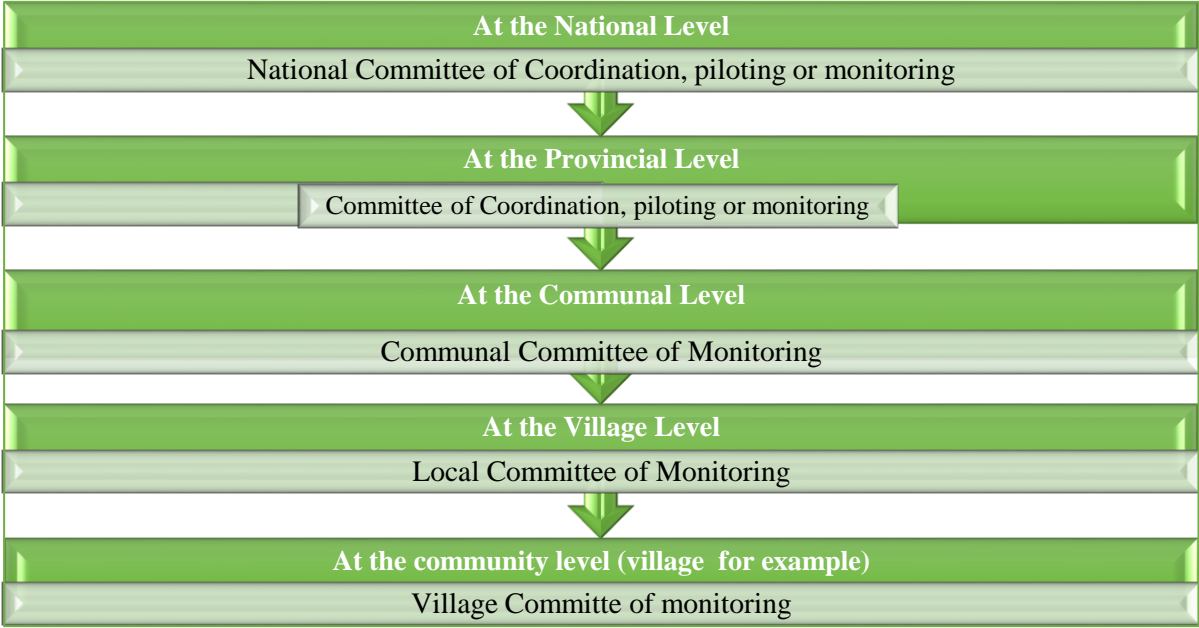 At the National Level
National Committee of Coordination, piloting or monitoring
At the Provincial Level
Committee of Coordination, piloting or monitoring
At the Communal Level
Communal Committee of Monitoring
At the Village Level
Local Committee of Monitoring
At the community level (village for example)
Village Committe of monitoring